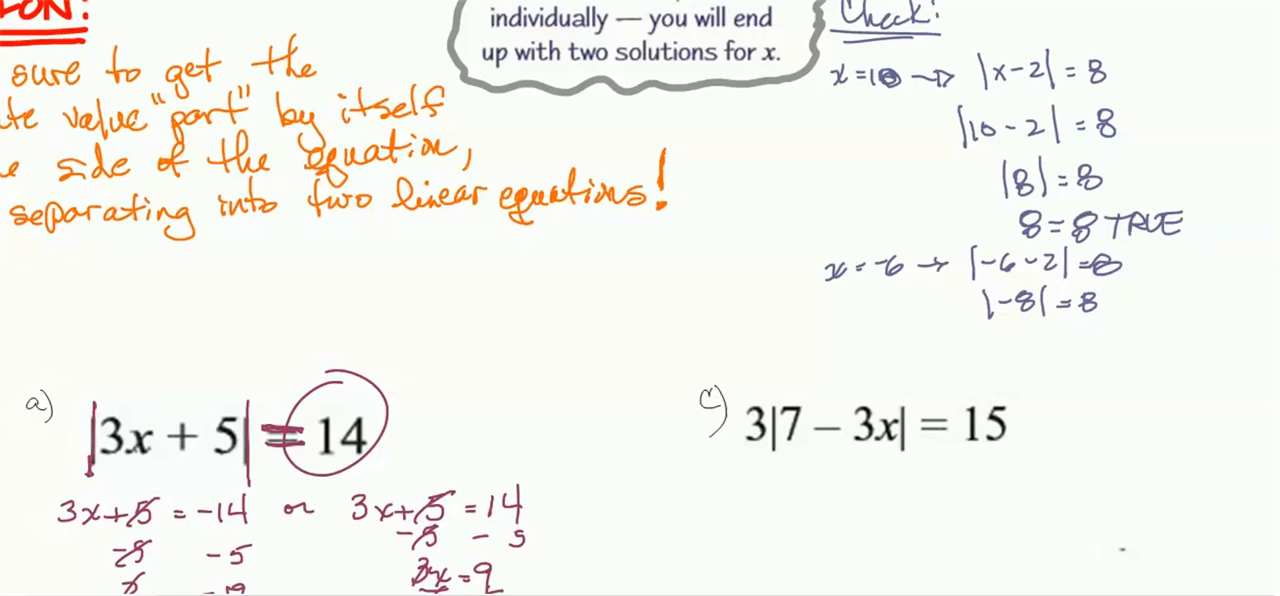 ION:
sure to get the
te value "part" by itself
e side of the equation,
separating into two linear equations!
individually — you will end
up with two solutions for x.
Check:
x=10 → |x-2| = 8
|10-2| = 8
|8| = 8
8=8 TRUE
x=-6 → |-6-2|=8
|-8|=8
a)
|3x + 5| = 14
3x+5 = -14 or 3x+5 = 14
-5 -5 -5 -5
-19 3x = 9
c)
3|7 − 3x| = 15